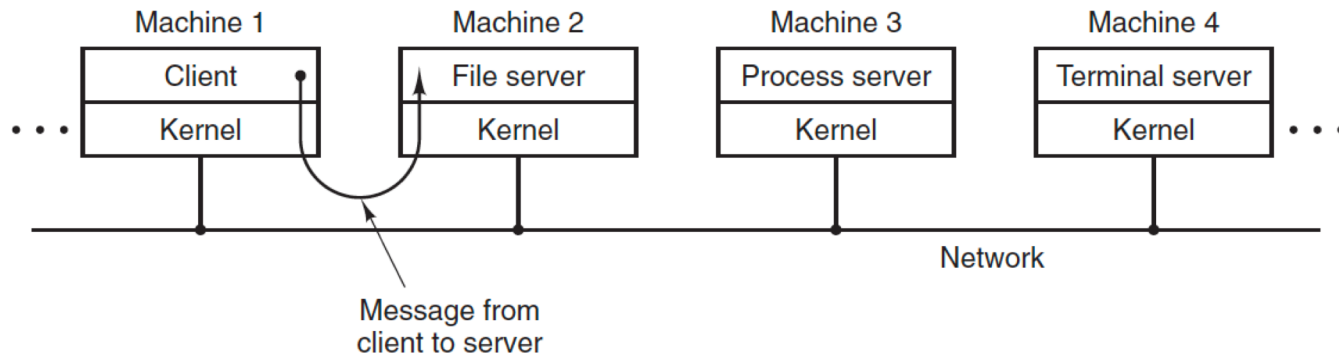 Machine 1
Machine 2
Machine 3
Machine 4
Client
File server
Process server
Terminal server
Kernel
Kernel
Kernel
Kernel
Network
Message from
client to server